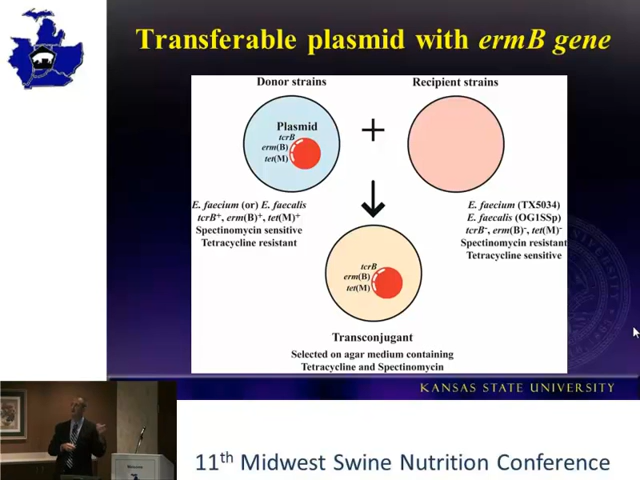 Transferable plasmid with ermB gene
Donor strains
Recipient strains
Plasmid
tcrB
erm(B)
tet(M)
+
E. faecium (or) E. faecalis
tcrB+, erm(B)+, tet(M)+
Spectinomycin sensitive
Tetracycline resistant
E. faecium (TX5034)
E. faecalis (OG1SSp)
tcrB-, erm(B)-, tet(M)-
Spectinomycin resistant
Tetracycline sensitive
tcrB
erm(B)
tet(M)
Transconjugant
Selected on agar medium containing
Tetracycline and Spectinomycin
KANSAS STATE UNIVERSITY
11th Midwest Swine Nutrition Conference